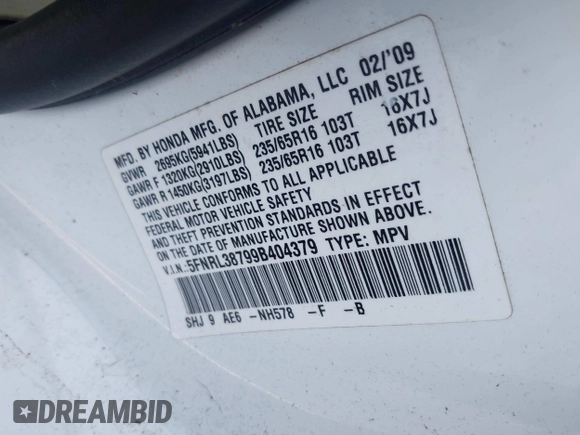 MFD. BY HONDA MFG. OF ALABAMA, LLC 02/'09
GVWR 2695KG(5941LBS) TIRE SIZE RIM SIZE
GAWR F 1320KG(2910LBS) 235/65R16 103T 16X7J
GAWR R 1450KG(3197LBS) 235/65R16 103T 16X7J
THIS VEHICLE CONFORMS TO ALL APPLICABLE
FEDERAL MOTOR VEHICLE SAFETY
AND THEFT PREVENTION STANDARDS IN EFFECT
ON THE DATE OF MANUFACTURE SHOWN ABOVE.
V.I.N.: 5FNRL38799B404379 TYPE: MPV
SHJ 9 AE6 -NH578 -F -B
DREAMBID